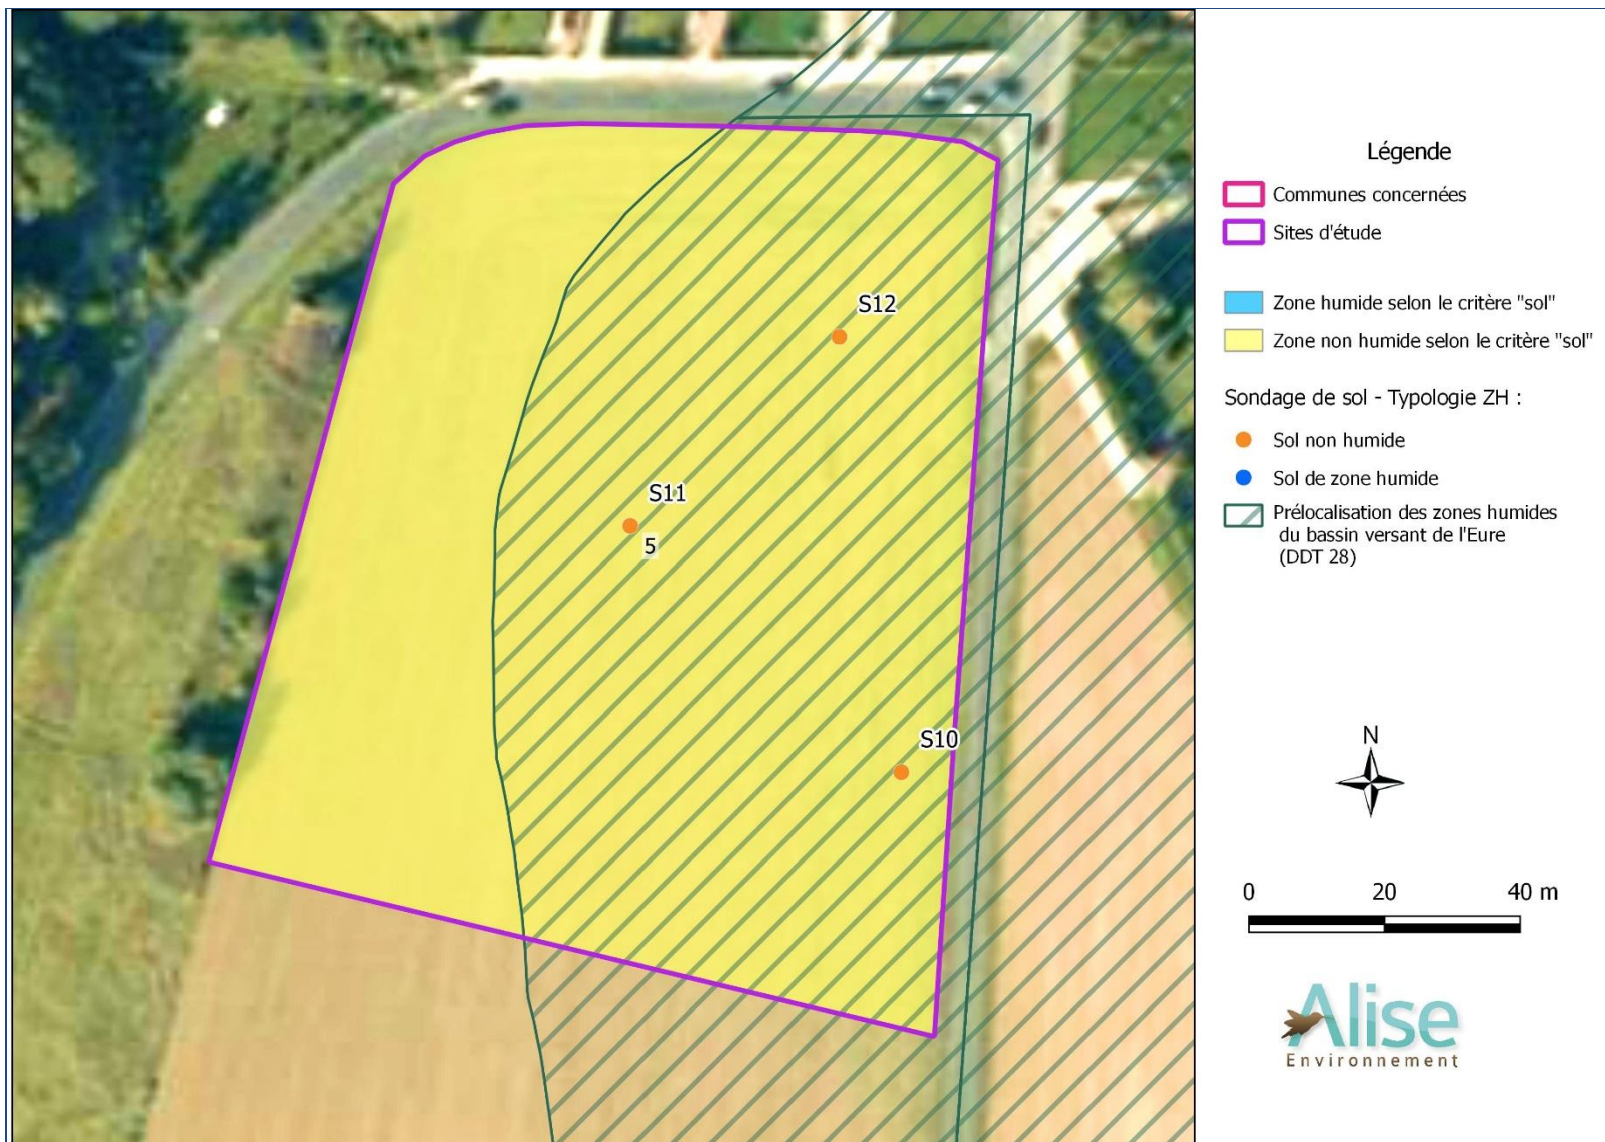 S12
S11
5
S10
Légende
Communes concernées
Sites d'étude
Zone humide selon le critère "sol"
Zone non humide selon le critère "sol"
Sondage de sol - Typologie ZH :
Sol non humide
Sol de zone humide
Prélocalisation des zones humides
du bassin versant de l'Eure
(DDT 28)
N
0 20 40 m
Alise
Environnement